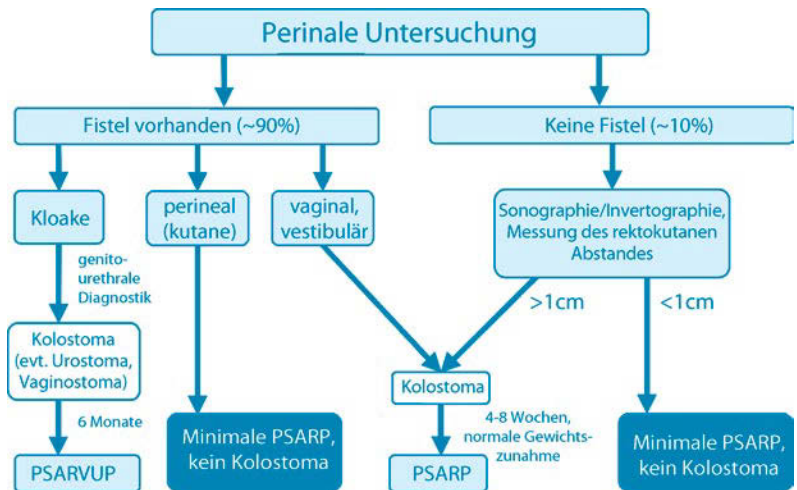 Perinale Untersuchung
Fistel vorhanden (~90%)
Keine Fistel (~10%)
Kloake
perineal
(kutane)
vaginal,
vestibulär
Sonographie/Invertographie,
Messung des rektokutanen
Abstandes
genito-
urethrale
Diagnostik
>1cm
<1cm
Kolostoma
(evt. Urostoma,
Vaginostoma)
Kolostoma
6 Monate
Minimale PSARP,
kein Kolostoma
4-8 Wochen,
normale Gewichts-
zunahme
Minimale PSARP,
kein Kolostoma
PSARVUP
PSARP